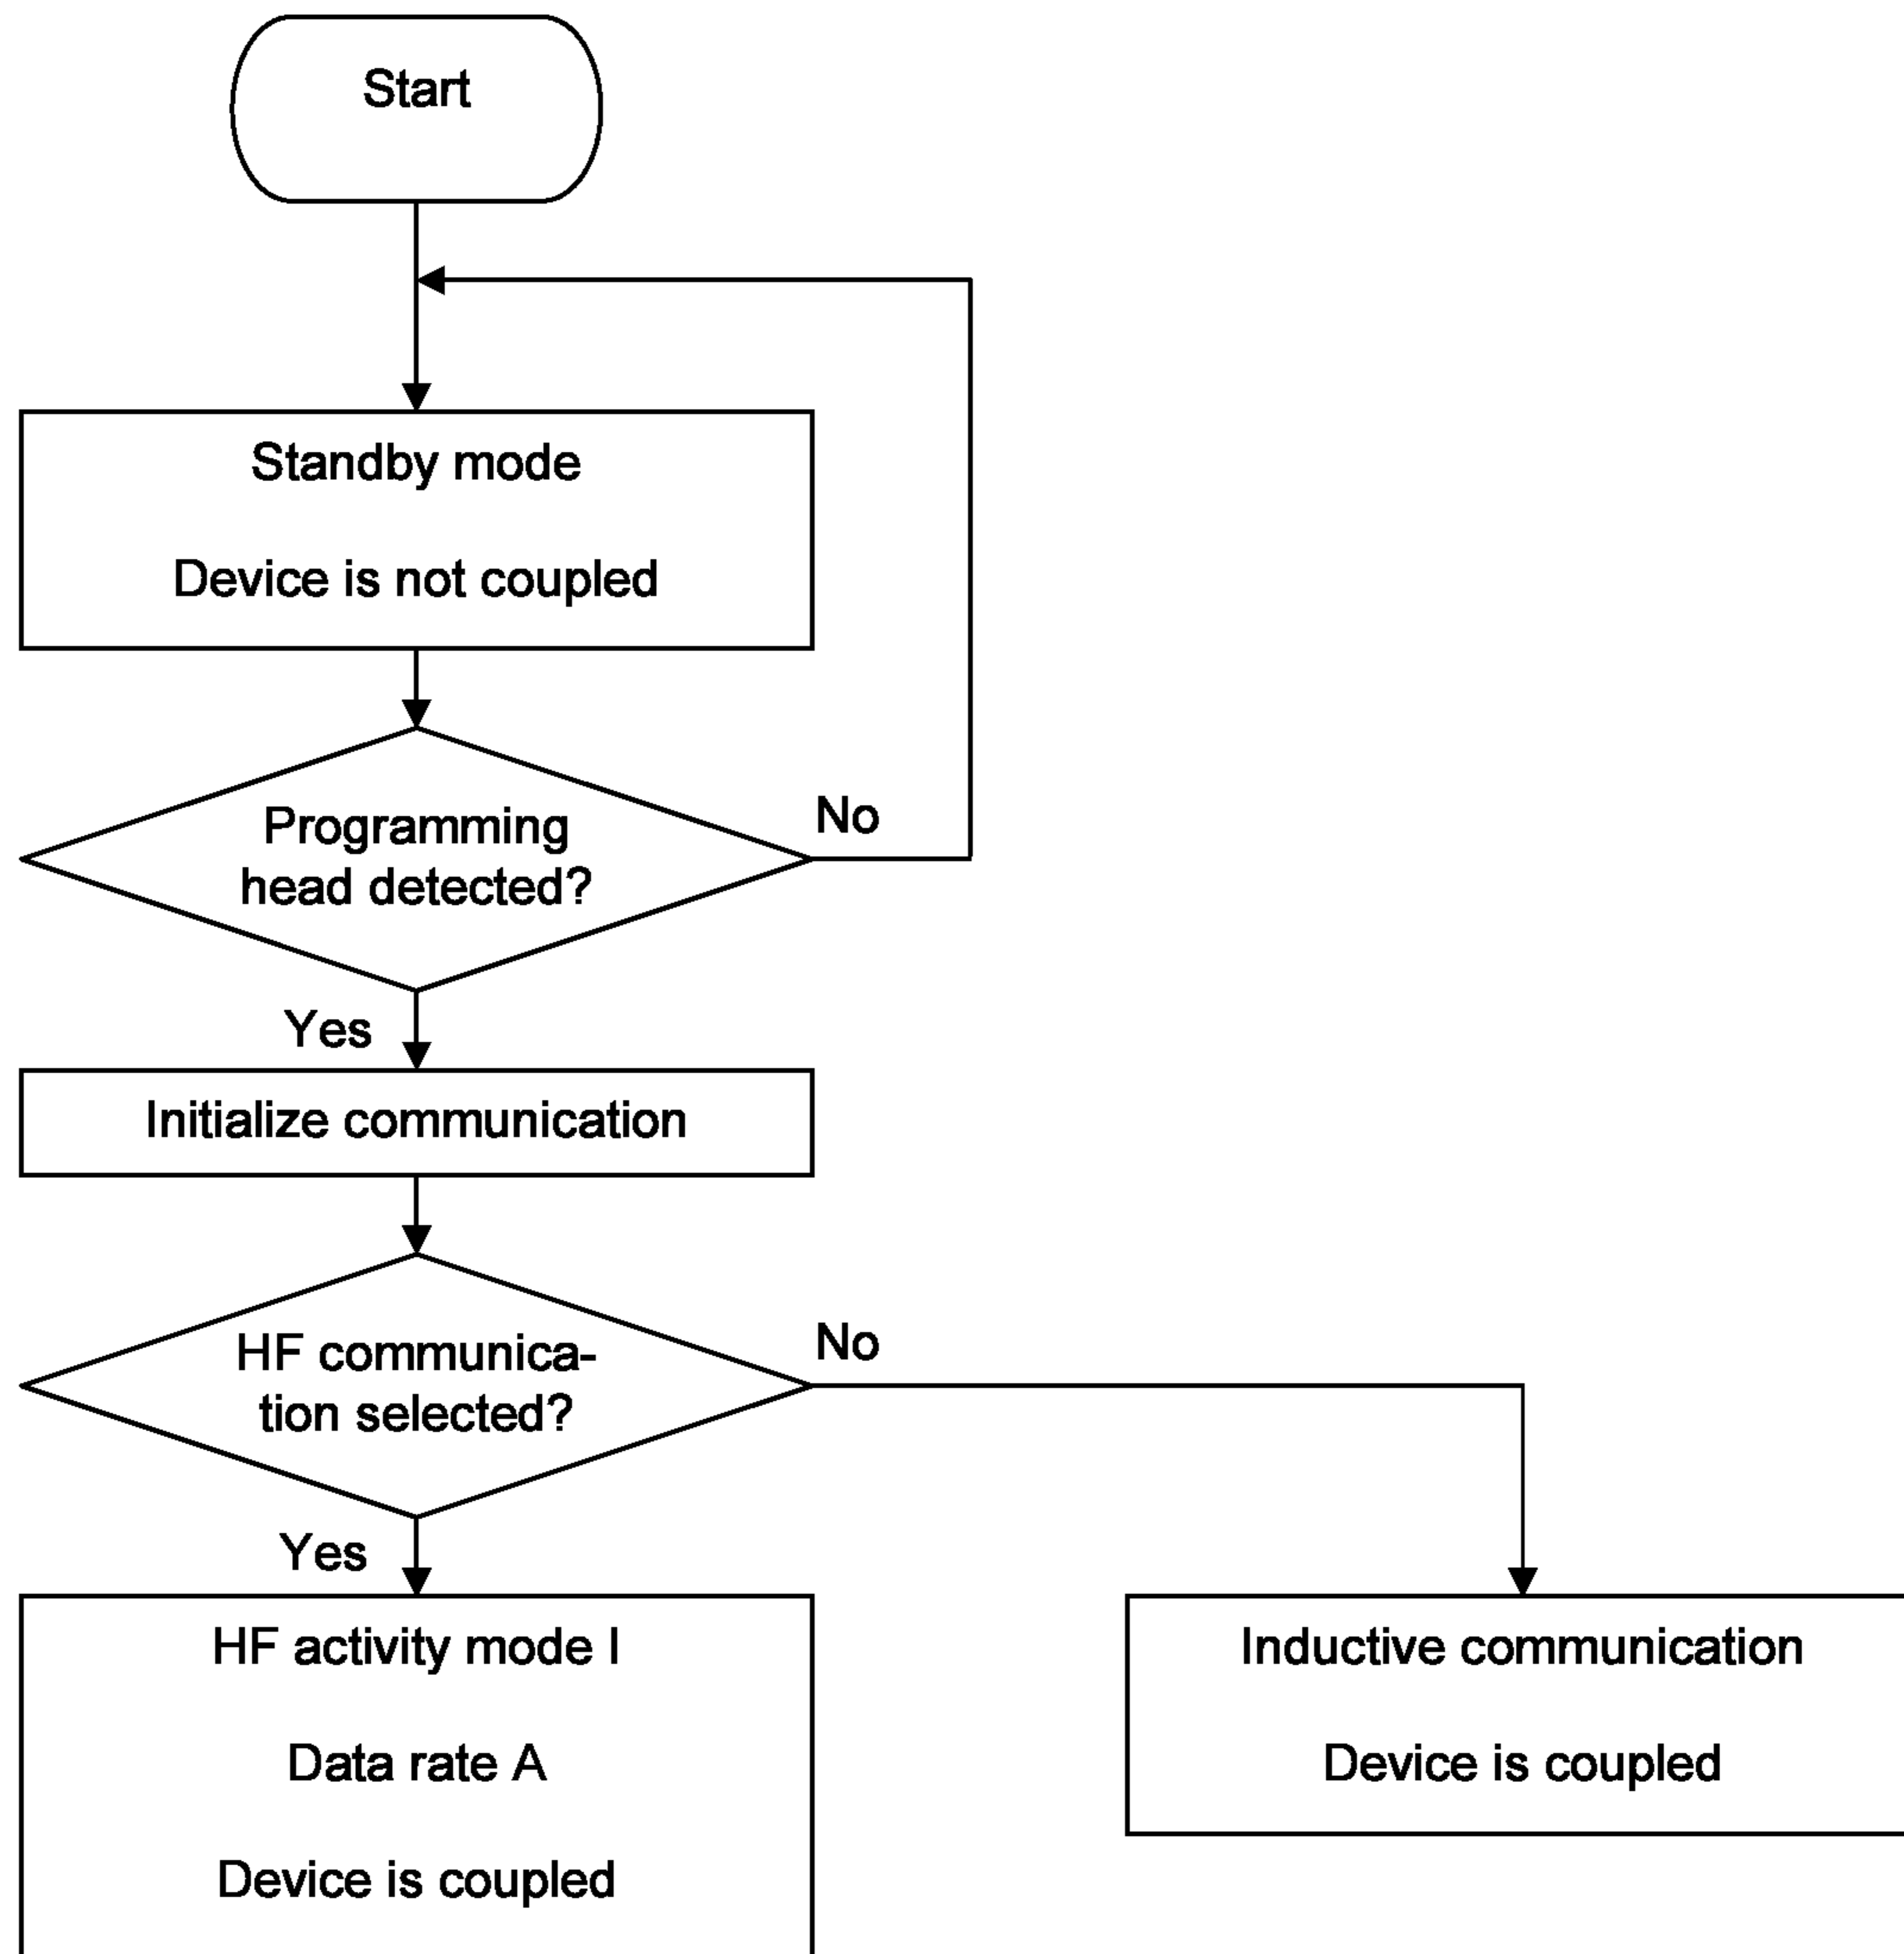 Start
Standby mode
Device is not coupled
Programming
head detected?
No
Yes
Initialize communication
HF communica-
tion selected?
No
Yes
HF activity mode I
Data rate A
Device is coupled
Inductive communication
Device is coupled